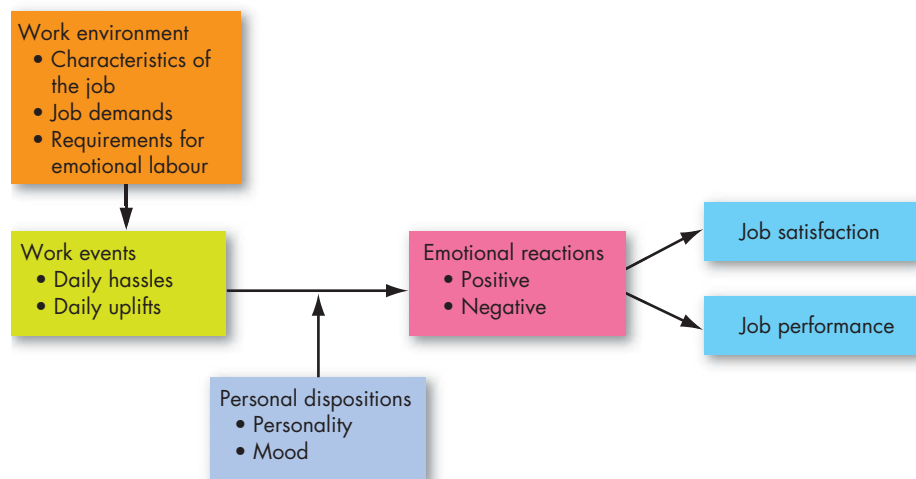 Work environment
• Characteristics of
the job
• Job demands
• Requirements for
emotional labour
Work events
• Daily hassles
• Daily uplifts
Emotional reactions
• Positive
• Negative
Job satisfaction
Job performance
Personal dispositions
• Personality
• Mood